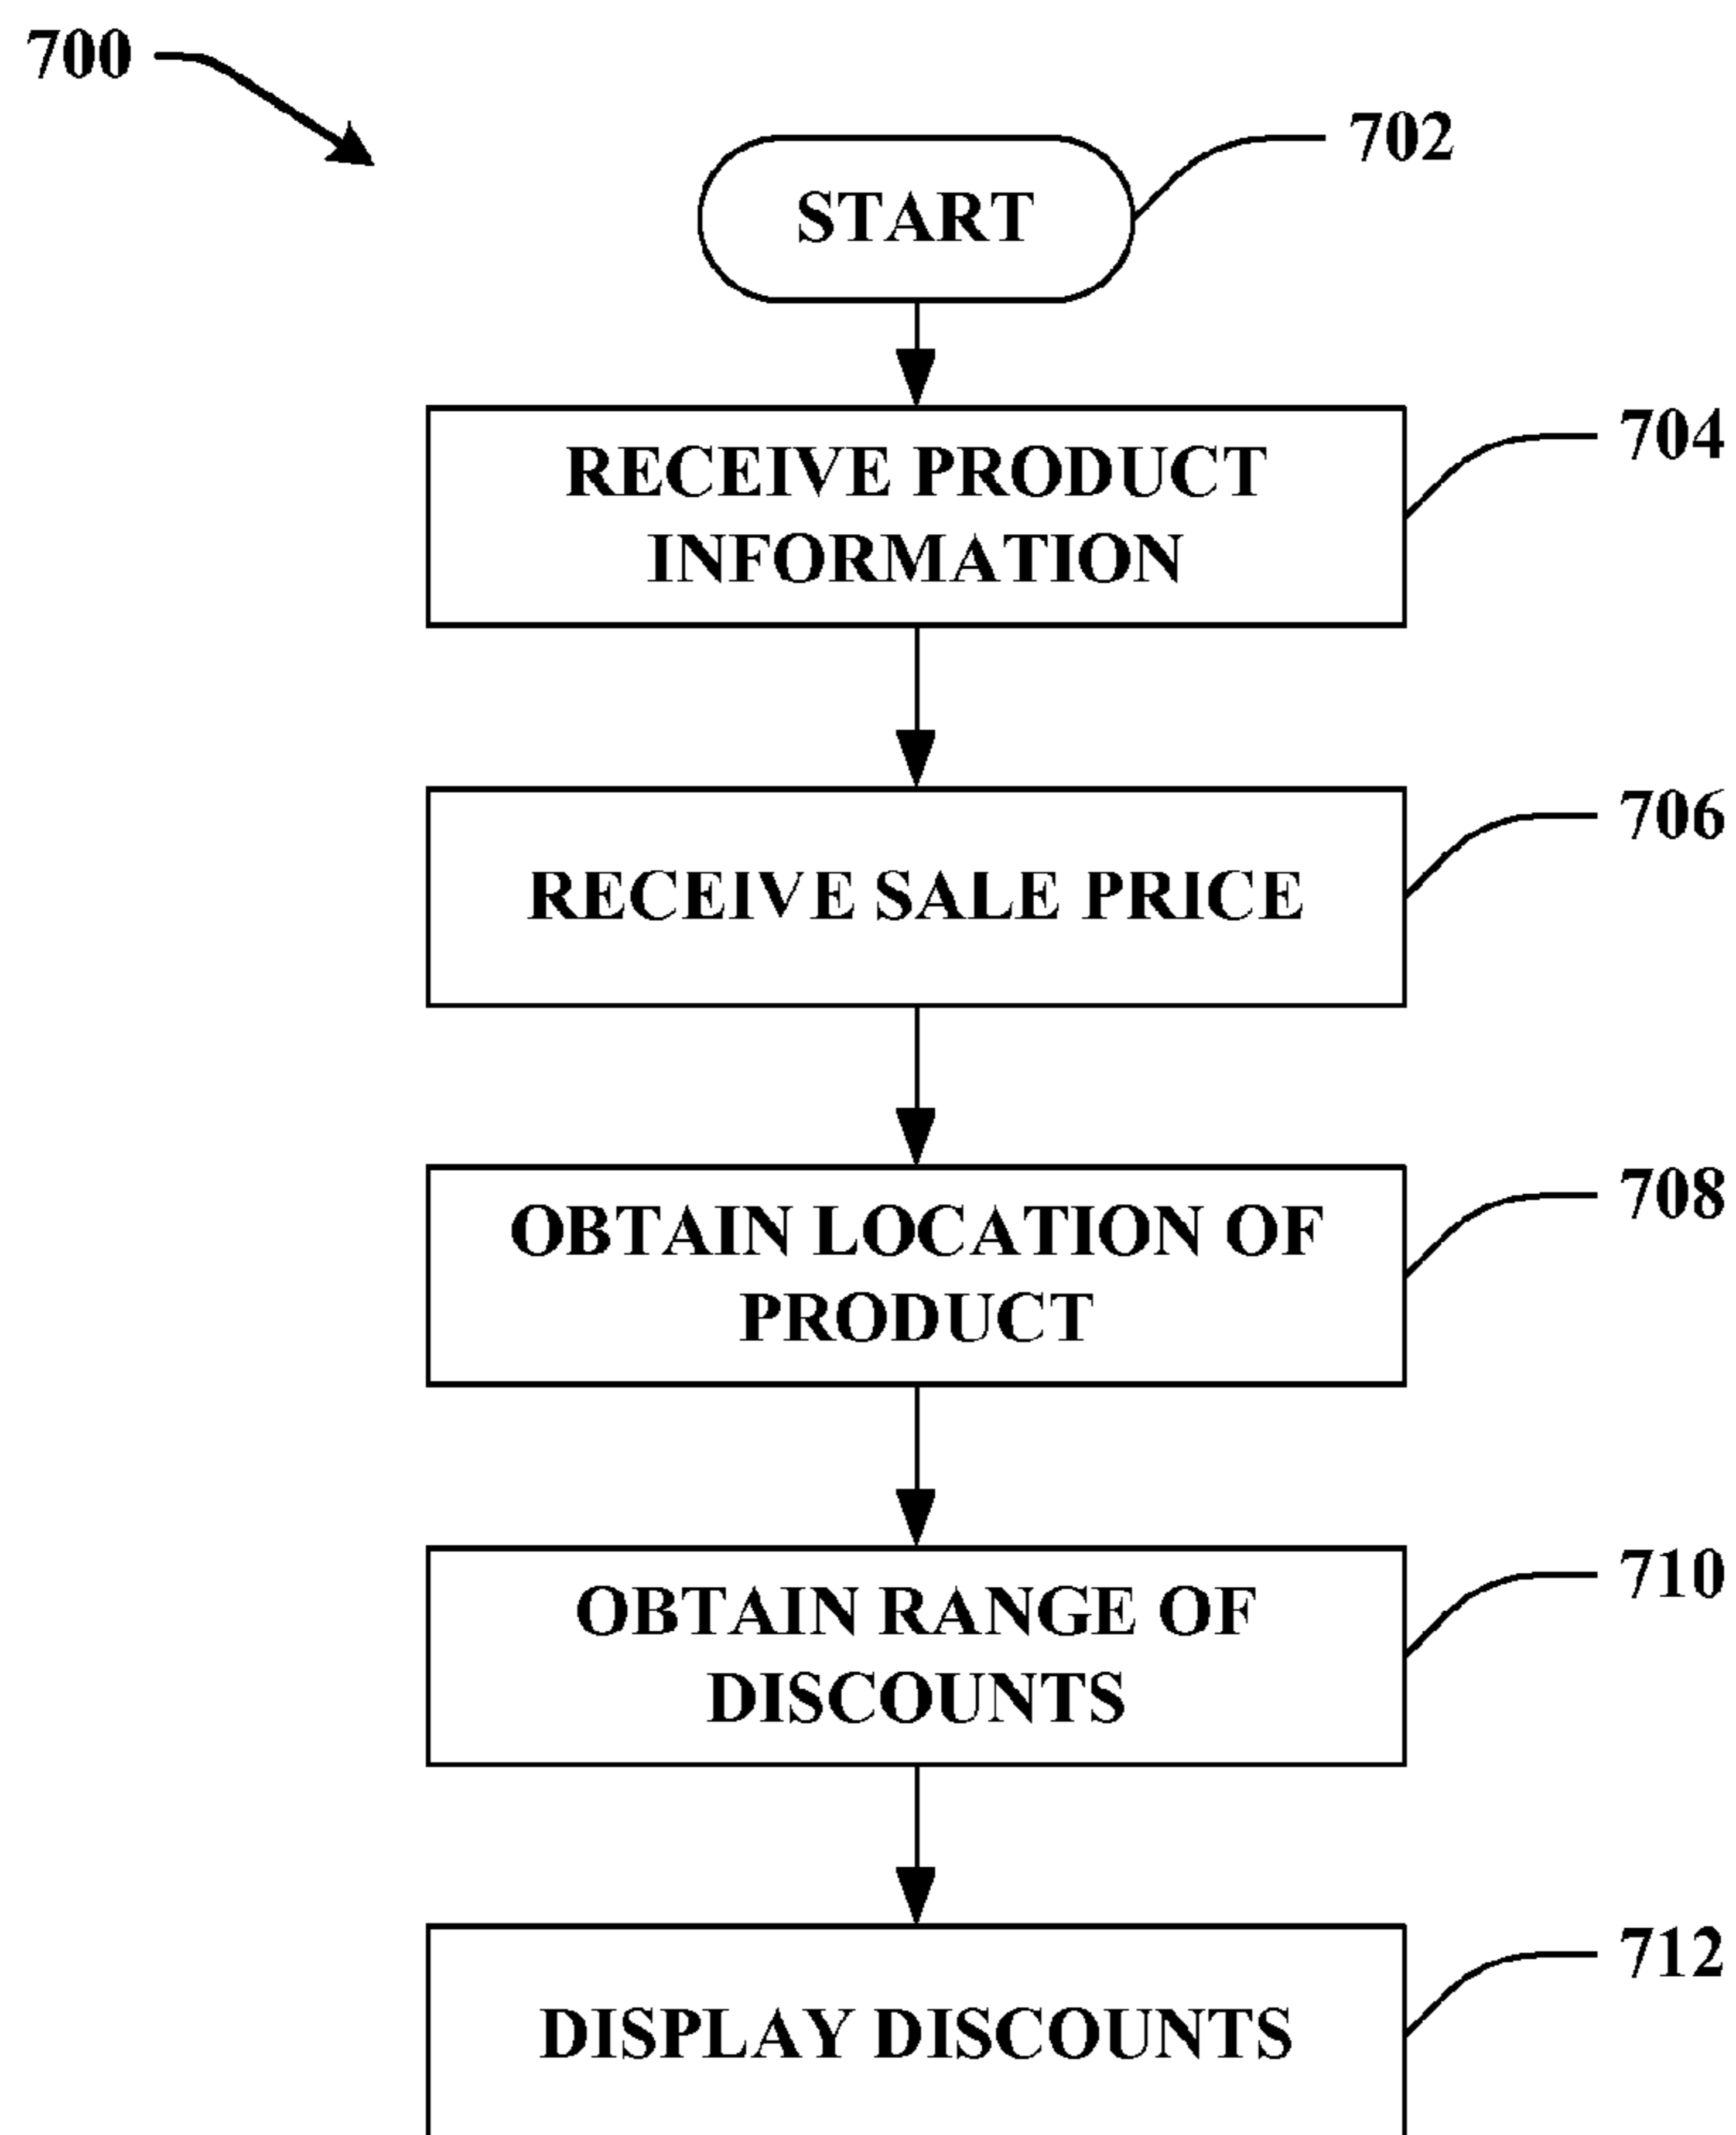 700
702
START
RECEIVE PRODUCT
INFORMATION
704
RECEIVE SALE PRICE
706
OBTAIN LOCATION OF
PRODUCT
708
OBTAIN RANGE OF
DISCOUNTS
710
DISPLAY DISCOUNTS
712